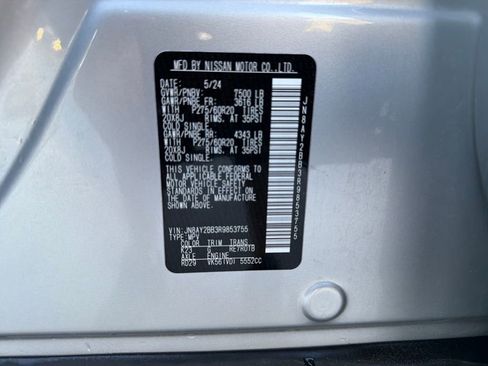 MFD BY NISSAN MOTOR CO.,LTD.
DATE: 5/24
GVWR/PNBV: 7500 LB
GAWR/PNBE FR: 3616 LB
WITH P275/60R20 TIRES
20X8J RIMS, AT 35PSI
COLD SINGLE.
GAWR/PNBE RR: 4343 LB
WITH P275/60R20 TIRES
20X8J RIMS, AT 35PSI
COLD SINGLE.
THIS VEHICLE CONFORMS TO
ALL APPLICABLE FEDERAL
MOTOR VEHICLE SAFETY
STANDARDS IN EFFECT ON
THE DATE OF MANUFACTURE
SHOWN ABOVE.
VIN: JN8AY2BB3R9853755
TYPE: MPV
COLOR TRIM TRANS
K23 G RE7R01B
AXLE ENGINE
RD29 VK56(VD) 5552CC
JN8AY2BB3R9853755